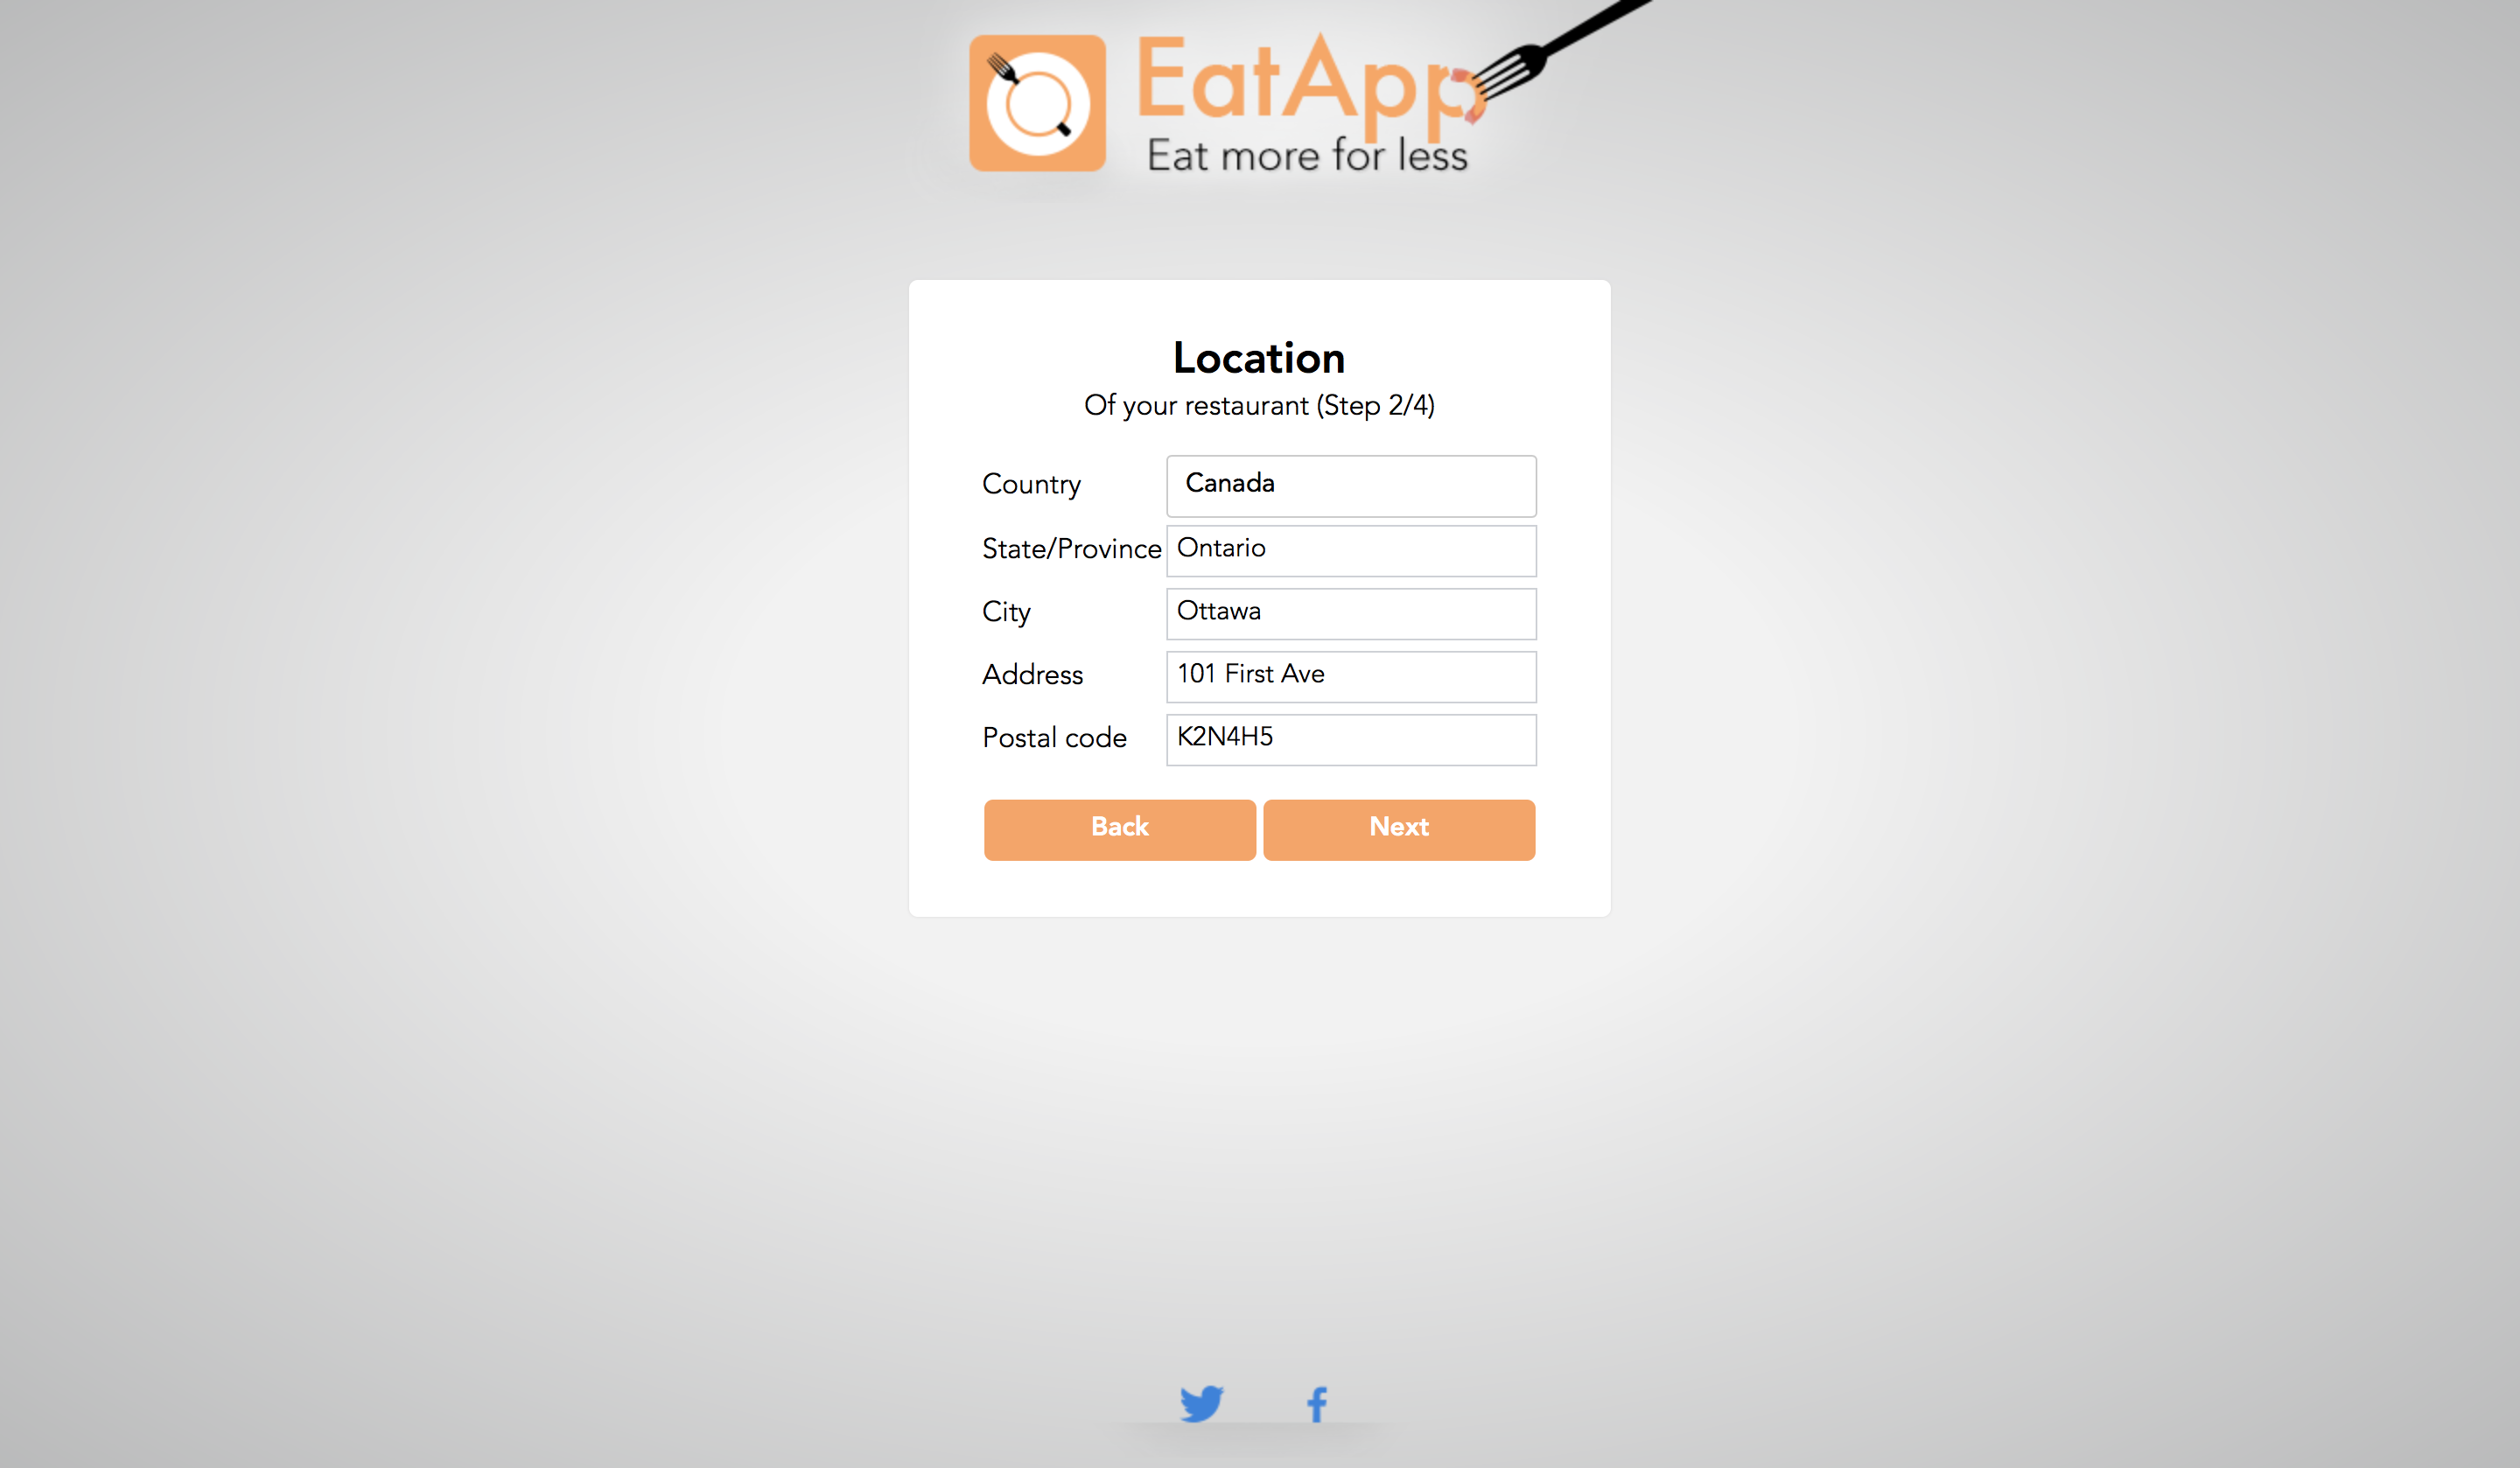 EatApp
Eat more for less
Location
Of your restaurant (Step 2/4)
Country Canada
State/Province Ontario
City Ottawa
Address 101 First Ave
Postal code K2N4H5
Back Next